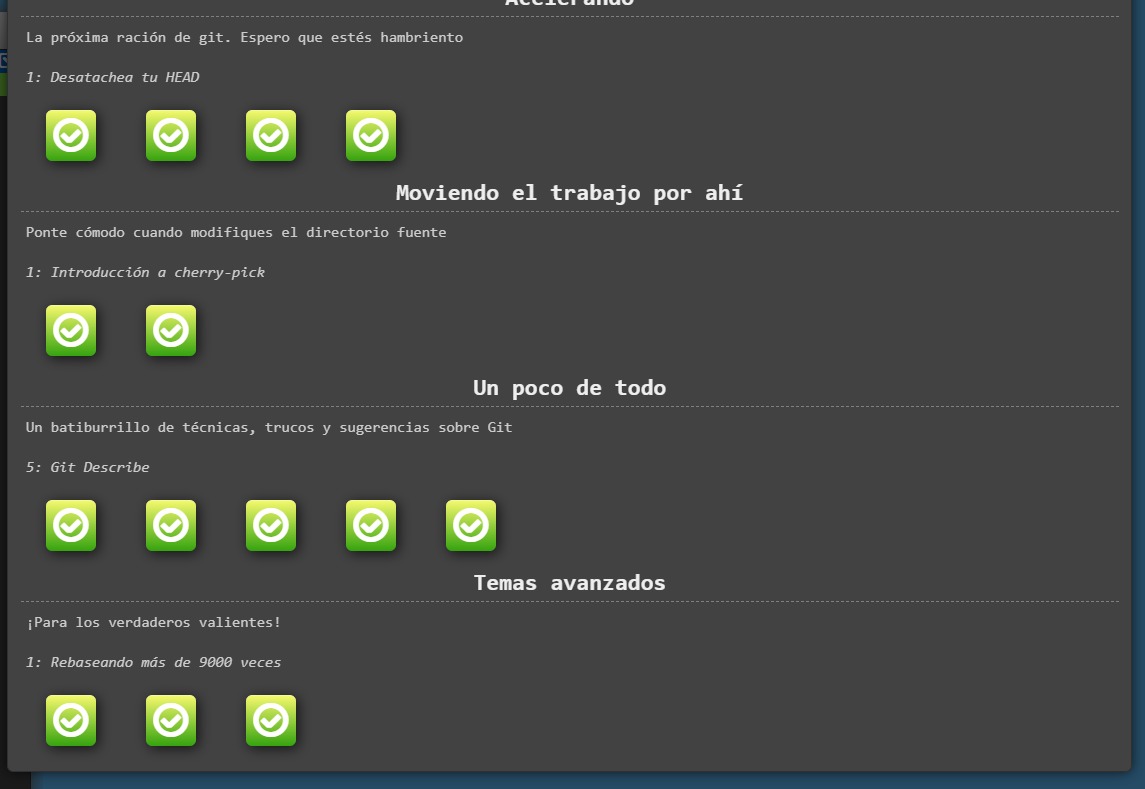 Acelerando
La próxima ración de git. Espero que estés hambriento
1: Desatachea tu HEAD
Moviendo el trabajo por ahí
Ponte cómodo cuando modifiques el directorio fuente
1: Introducción a cherry-pick
Un poco de todo
Un batiburrillo de técnicas, trucos y sugerencias sobre Git
5: Git Describe
Temas avanzados
¡Para los verdaderos valientes!
1: Rebaseando más de 9000 veces